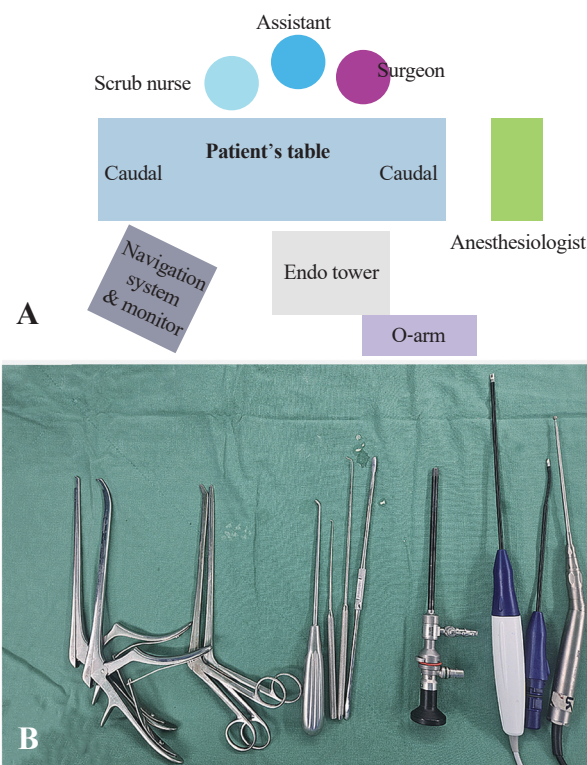 Assistant
Scrub nurse
Surgeon
Patient’s table
Caudal
Caudal
Anesthesiologist
Navigation
system
& monitor
Endo tower
O-arm
A
B